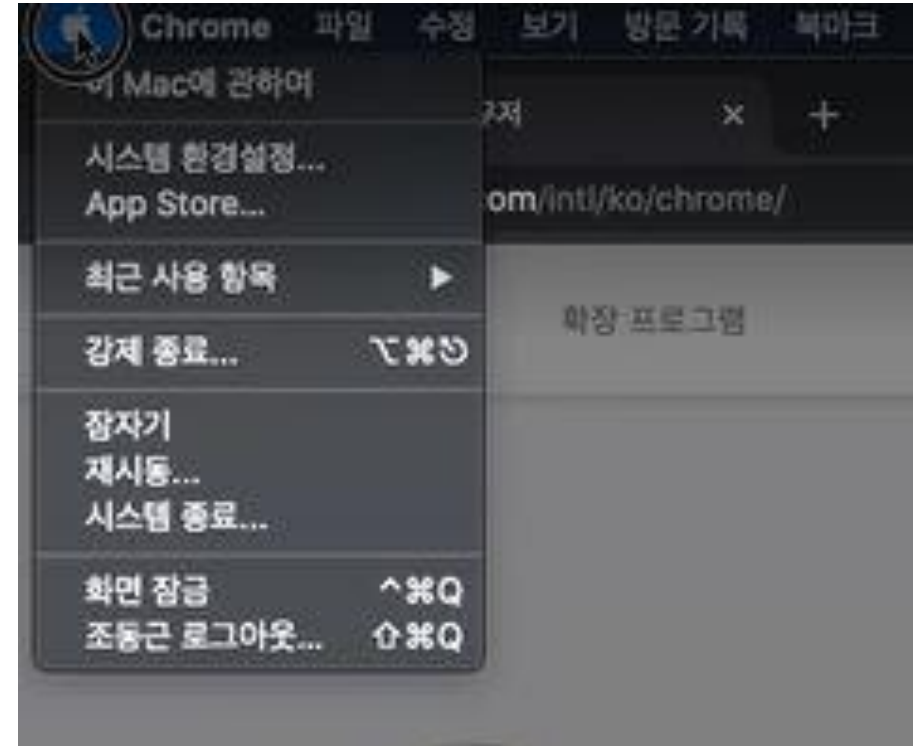 Chrome 파일 수정 보기 방문 기록 북마크
이 Mac에 관하여
우저 × +
시스템 환경설정...
App Store...
om/intl/ko/chrome/
최근 사용 항목 ▶
확장 프로그램
강제 종료... ⌥⌘⎋
잠자기
재시동...
시스템 종료...
화면 잠금 ^⌘Q
조동근 로그아웃... ⇧⌘Q